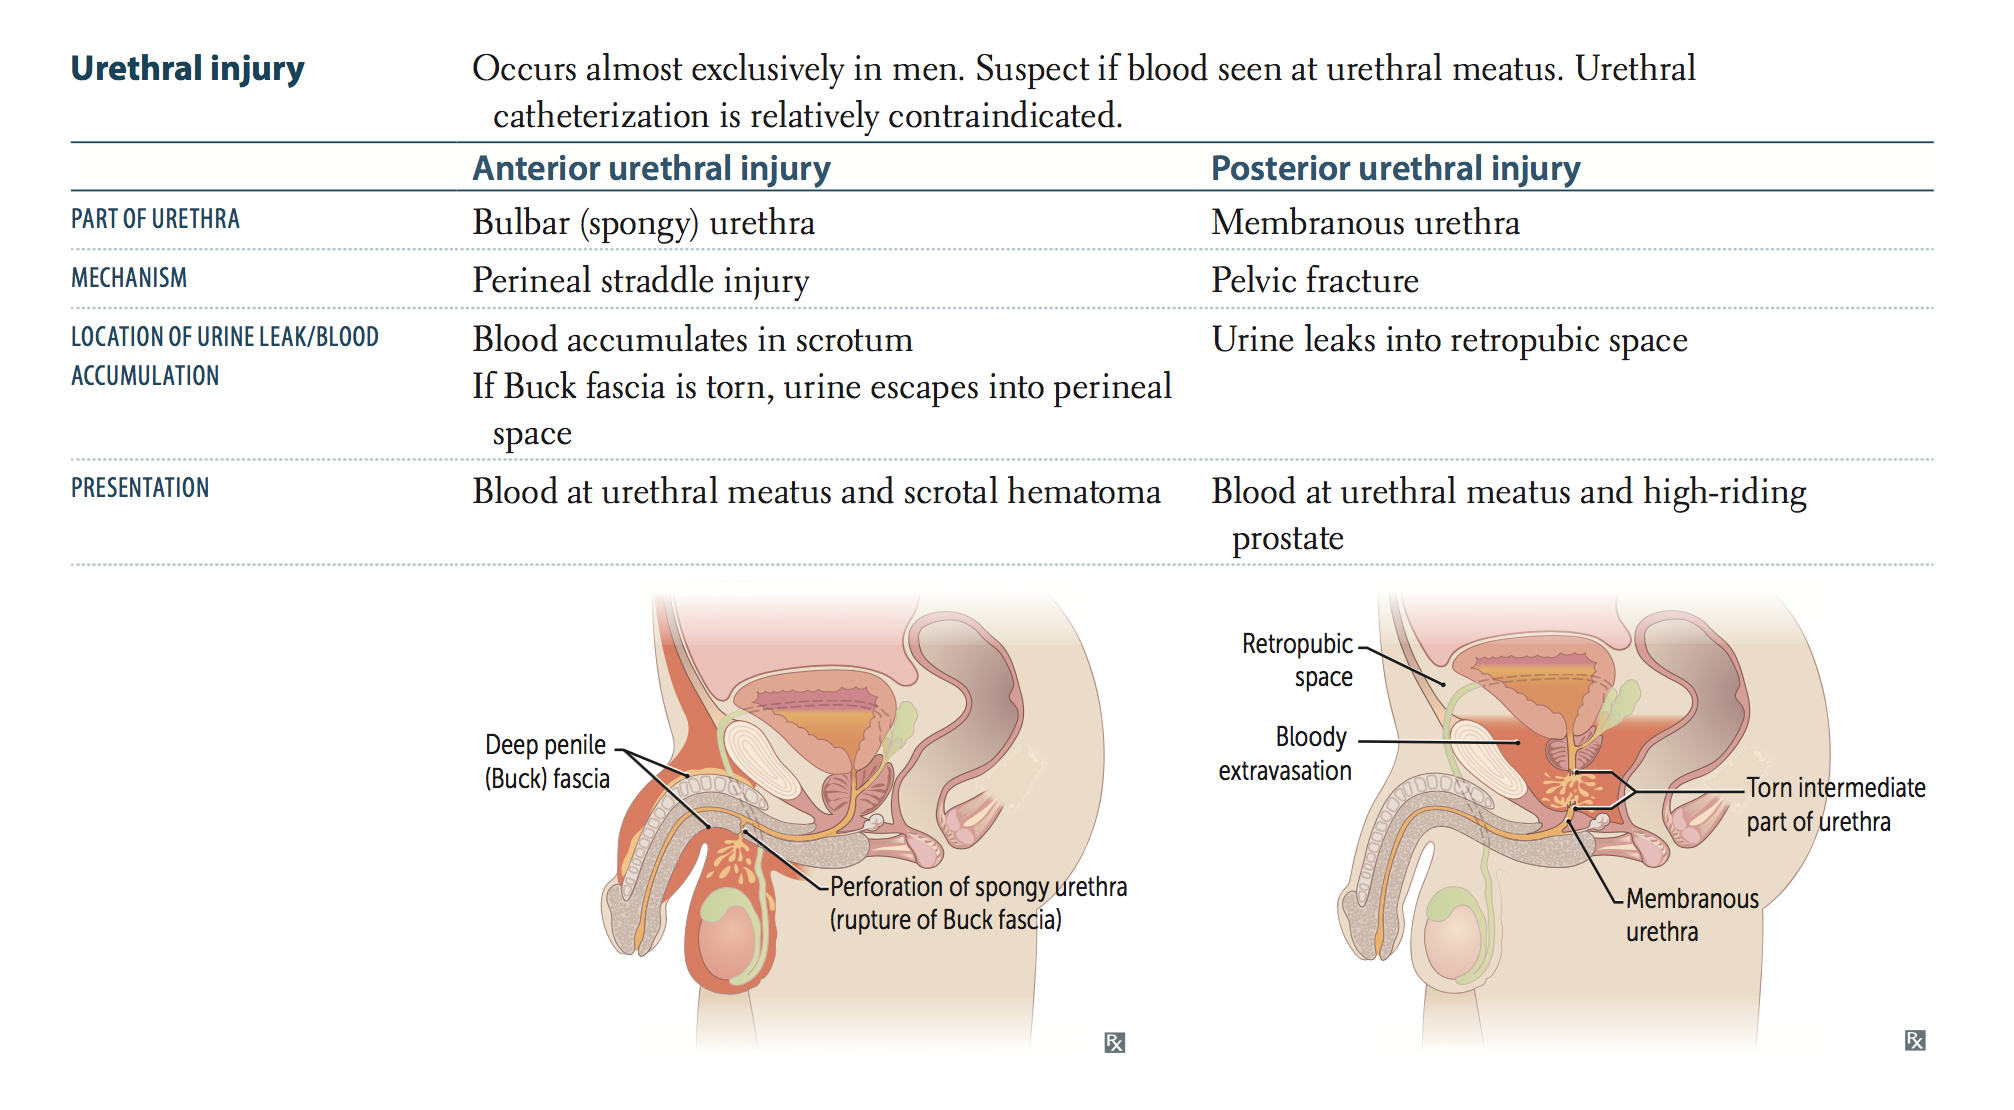 Urethral injury
Occurs almost exclusively in men. Suspect if blood seen at urethral meatus. Urethral
catheterization is relatively contraindicated.
Anterior urethral injury
Posterior urethral injury
PART OF URETHRA
Bulbar (spongy) urethra
Membranous urethra
MECHANISM
Perineal straddle injury
Pelvic fracture
LOCATION OF URINE LEAK/BLOOD
ACCUMULATION
Blood accumulates in scrotum
If Buck fascia is torn, urine escapes into perineal
space
Urine leaks into retropubic space
PRESENTATION
Blood at urethral meatus and scrotal hematoma
Blood at urethral meatus and high-riding
prostate
Deep penile
(Buck) fascia
Perforation of spongy urethra
(rupture of Buck fascia)
Rx
Retropubic
space
Bloody
extravasation
Torn intermediate
part of urethra
Membranous
urethra
Rx